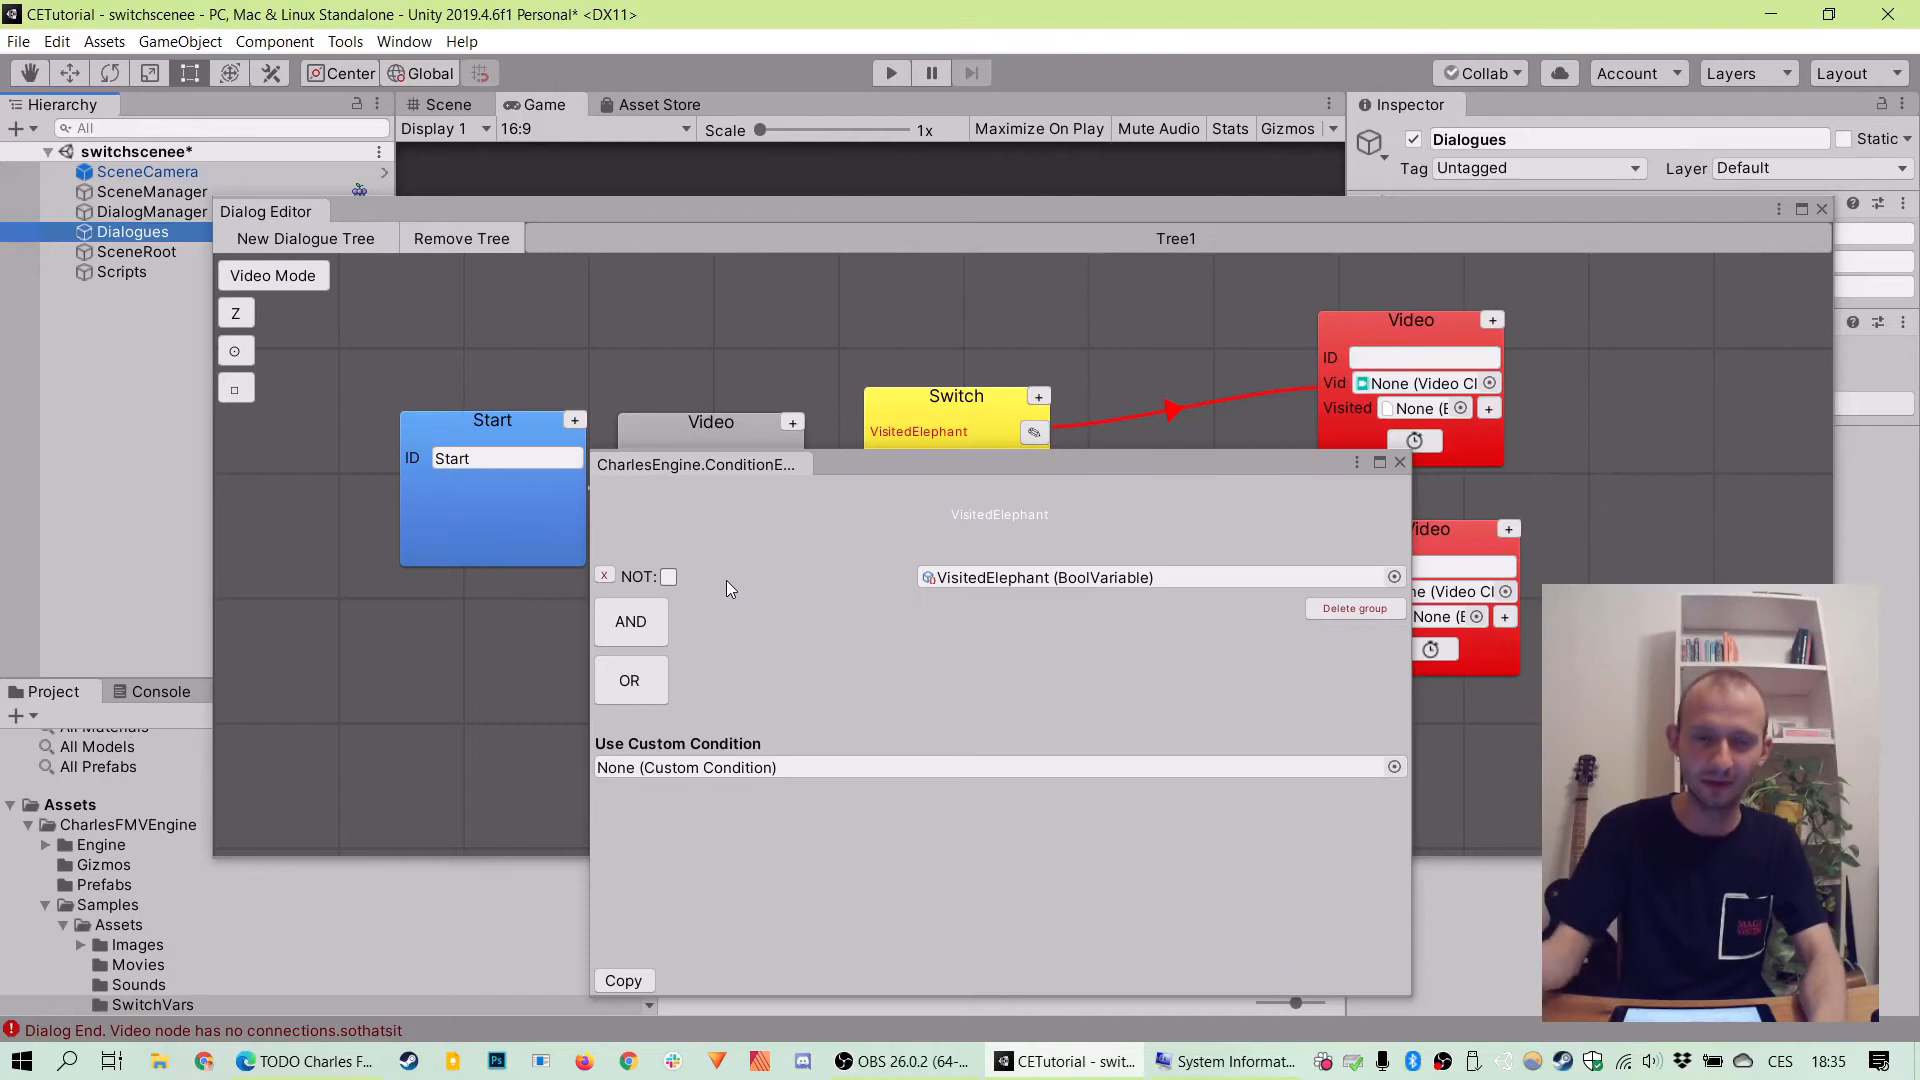 CETutorial - switchscenee - PC, Mac & Linux Standalone - Unity 2019.4.6f1 Personal* <DX11>
File Edit Assets GameObject Component Tools Window Help
Center Global Collab Account Layers Layout
Hierarchy Scene Game Asset Store Inspector
All Display 1 16:9 Scale 1x Maximize On Play Mute Audio Stats Gizmos Dialogues Static
switchscenee*
Tag Untagged Layer Default
SceneCamera
SceneManager
DialogManager
Dialogues
SceneRoot
Scripts
Dialog Editor
New Dialogue Tree Remove Tree Tree1
Video Mode
Z
Start
ID Start
Video
Switch
VisitedElephant
Video
ID
Vid None (Video Cl
Visited None (E
Video
ne (Video Cl
None (E
CharlesEngine.ConditionE...
VisitedElephant
X NOT: VisitedElephant (BoolVariable)
Delete group
AND
OR
Use Custom Condition
None (Custom Condition)
Copy
Project Console
All Materials
All Models
All Prefabs
Assets
CharlesFMVEngine
Engine
Gizmos
Prefabs
Samples
Assets
Images
Movies
Sounds
SwitchVars
Dialog End. Video node has no connections.sothatsit
TODO Charles F... OBS 26.0.2 (64-... CETutorial - swit... System Informat... CES 18:35